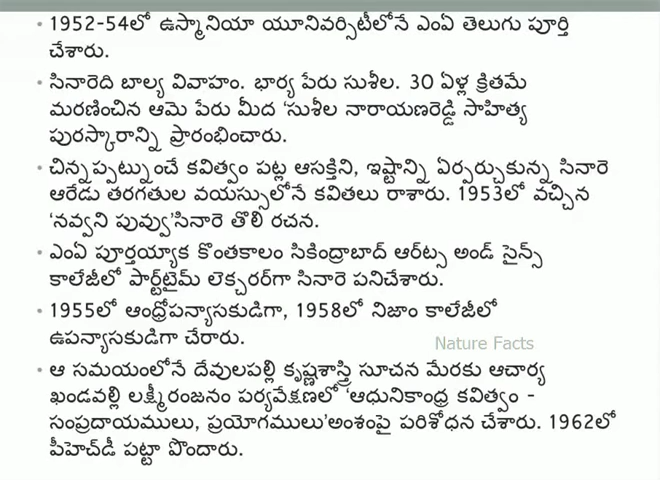 • 1952-54లో ఉస్మానియా యూనివర్సిటీలోనే ఎంఏ తెలుగు పూర్తి
చేశారు.
• సినారెది బాల్య వివాహం. భార్య పేరు సుశీల. 30 ఏళ్ల క్రితమే
మరణించిన ఆమె పేరు మీద 'సుశీల నారాయణరెడ్డి సాహిత్య
పురస్కారాన్ని ప్రారంభించారు.
• చిన్నప్పట్నుంచే కవిత్వం పట్ల ఆసక్తిని, ఇష్టాన్ని ఏర్పర్చుకున్న సినారె
ఆరేడు తరగతుల వయస్సులోనే కవితలు రాశారు. 1953లో వచ్చిన
'నవ్వని పువ్వు'సినారె తొలి రచన.
• ఎంఏ పూర్తయ్యాక కొంతకాలం సికింద్రాబాద్ ఆర్ట్స అండ్ సైన్స్
కాలేజీలో పార్ట్‌టైమ్ లెక్చరర్‌గా సినారె పనిచేశారు.
• 1955లో ఆంధ్రోపన్యాసకుడిగా, 1958లో నిజాం కాలేజీలో
ఉపన్యాసకుడిగా చేరారు.
Nature Facts
• ఆ సమయంలోనే దేవులపల్లి కృష్ణశాస్త్రి సూచన మేరకు ఆచార్య
ఖండవల్లి లక్ష్మీరంజనం పర్యవేక్షణలో 'ఆధునికాంధ్ర కవిత్వం -
సంప్రదాయములు, ప్రయోగములు'అంశంపై పరిశోధన చేశారు. 1962లో
పీహెచ్‌డీ పట్టా పొందారు.